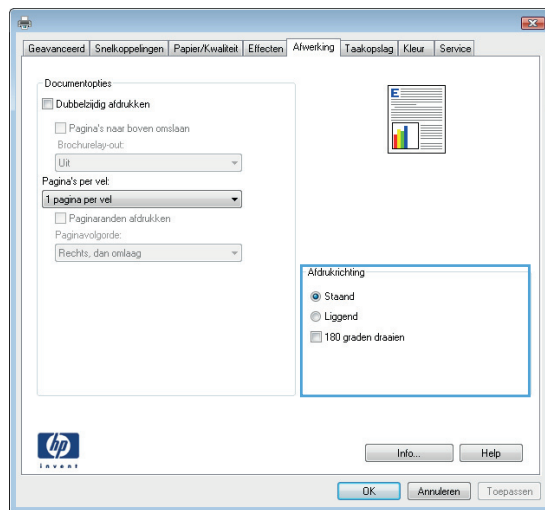 Geavanceerd Snelkoppelingen Papier/Kwaliteit Effecten Afwerking Taakopslag Kleur Service
Documentopties
Dubbelzijdig afdrukken
Pagina's naar boven omslaan
Brochurelay-out:
Uit
Pagina's per vel:
1 pagina per vel
Paginaranden afdrukken
Paginavolgorde:
Rechts, dan omlaag
E
Afdrukrichting
Staand
Liggend
180 graden draaien
hp
invent
Info... Help
OK Annuleren Toepassen